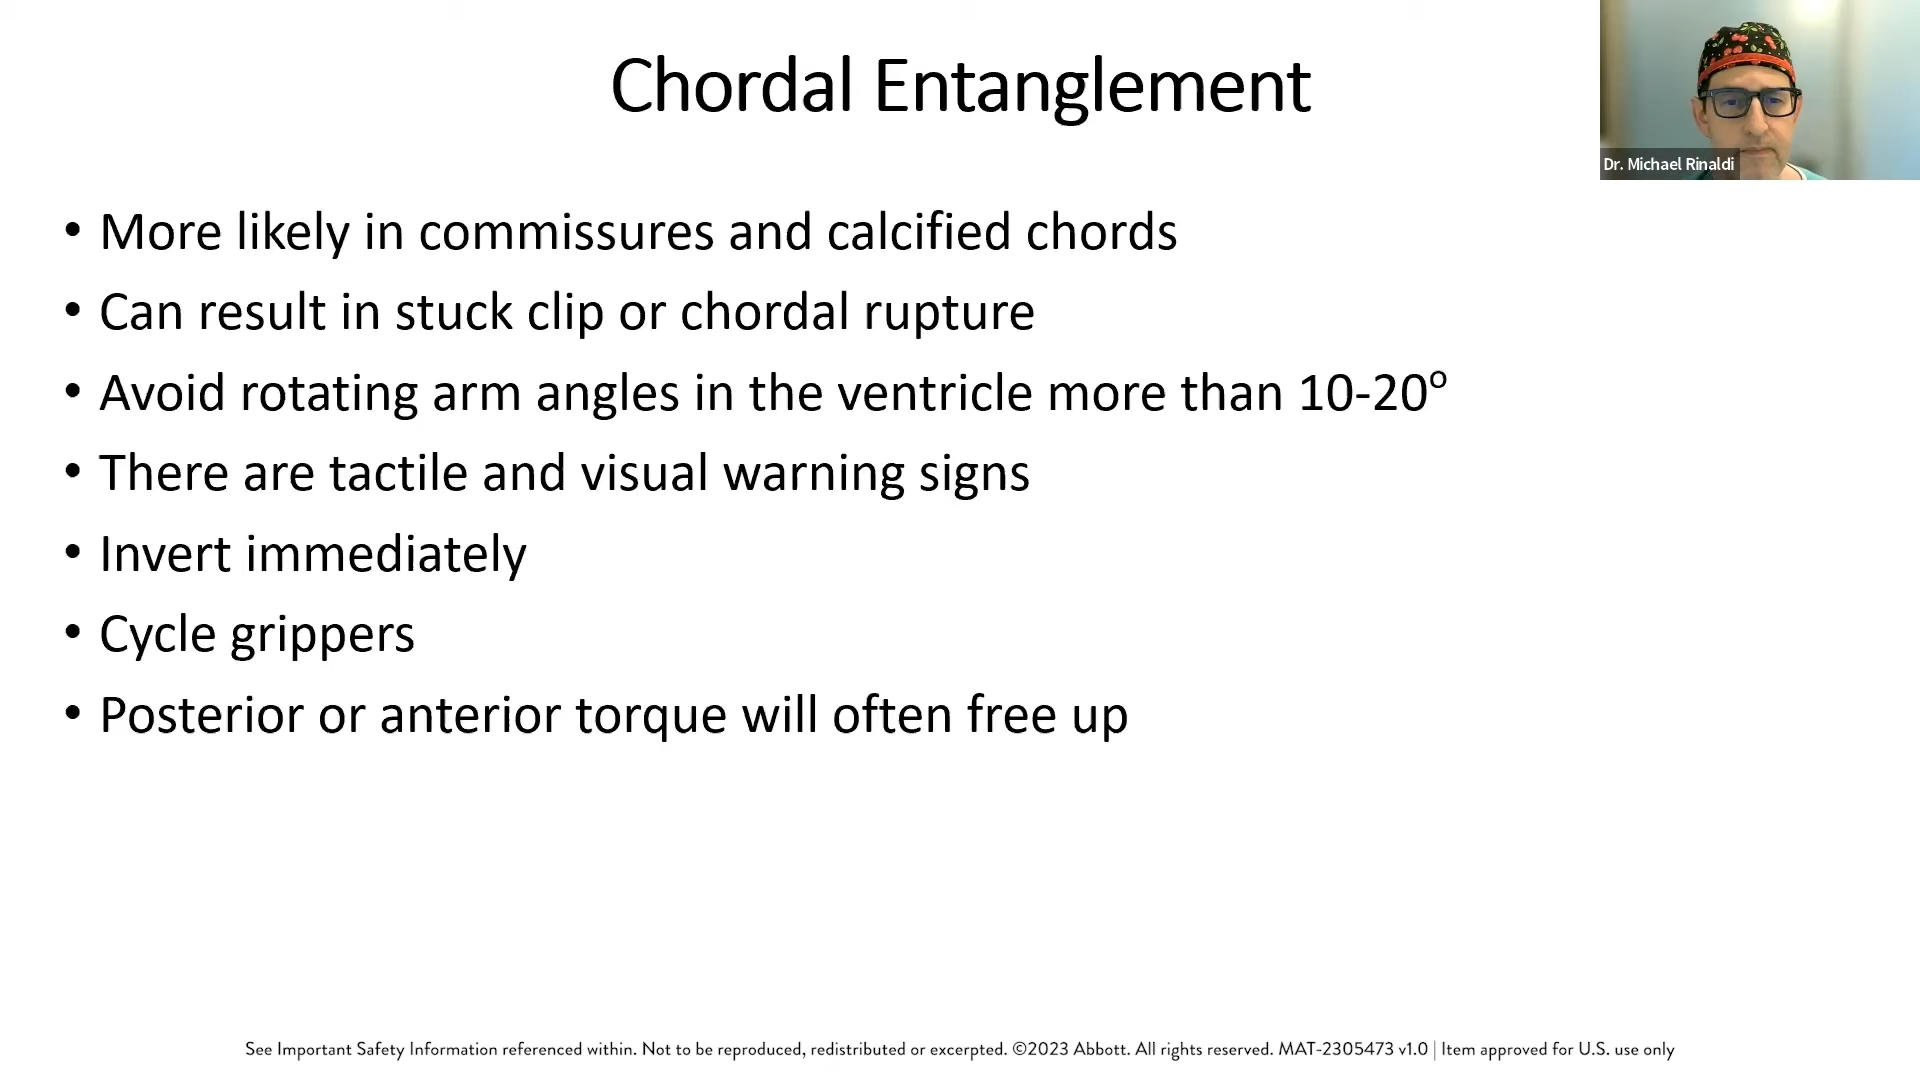 Chordal Entanglement
Dr. Michael Rinaldi
• More likely in commissures and calcified chords
• Can result in stuck clip or chordal rupture
• Avoid rotating arm angles in the ventricle more than 10-20º
• There are tactile and visual warning signs
• Invert immediately
• Cycle grippers
• Posterior or anterior torque will often free up
See Important Safety Information referenced within. Not to be reproduced, redistributed or excerpted. ©2023 Abbott. All rights reserved. MAT-2305473 v1.0 | Item approved for U.S. use only